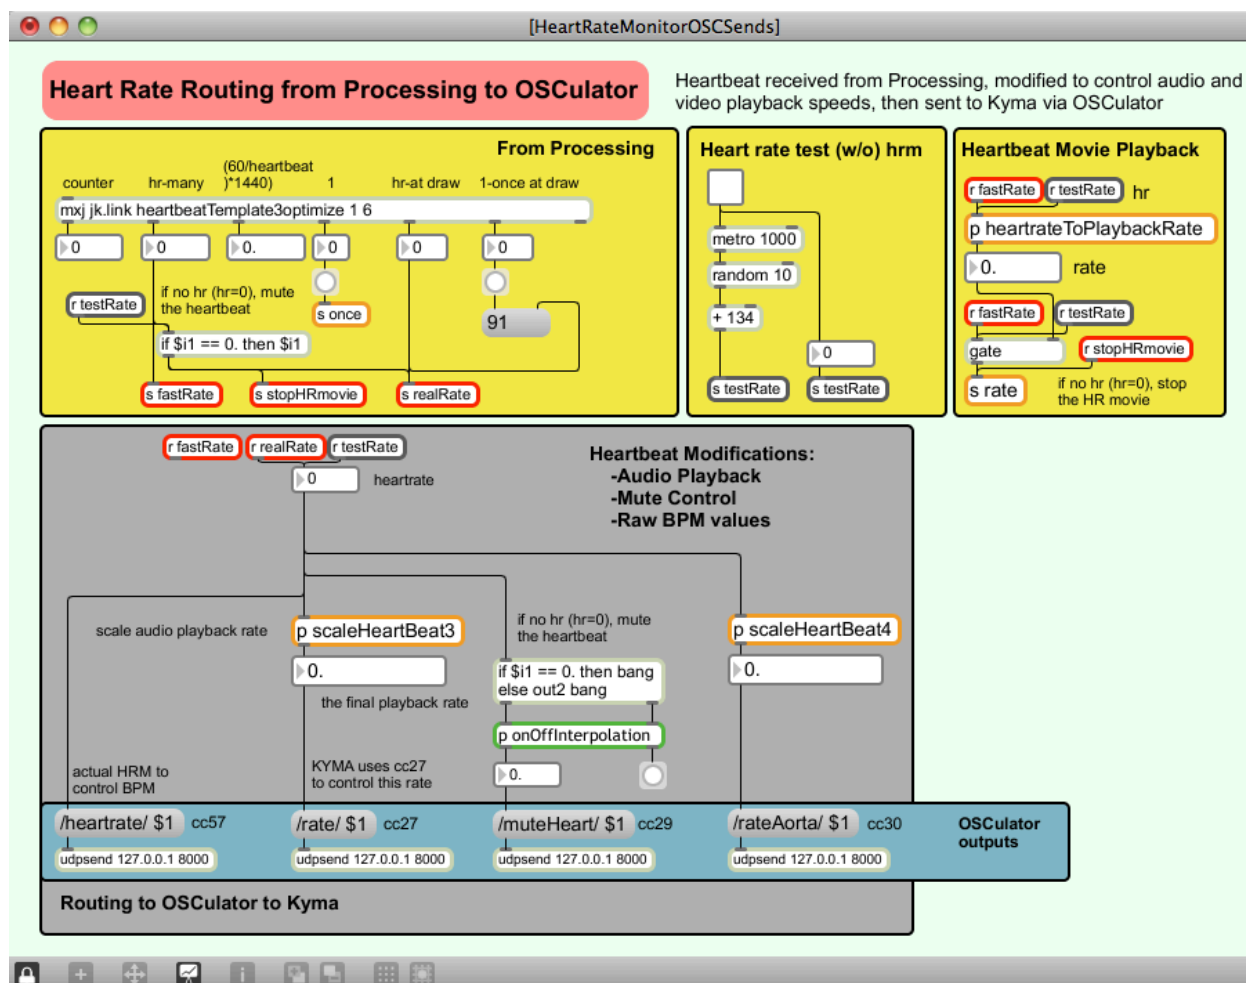 [HeartRateMonitorOSCSends]
Heart Rate Routing from Processing to OSCulator
Heartbeat received from Processing, modified to control audio and
video playback speeds, then sent to Kyma via OSCulator
From Processing
counter
hr-many
(60/heartbeat
)*1440)
1
hr-at draw
1-once at draw
mxj jk.link heartbeatTemplate3optimize 1 6
0
0
0.
0
0
0
r testRate
if no hr (hr=0), mute
the heartbeat
s once
91
if $i1 == 0. then $i1
s fastRate
s stopHRmovie
s realRate
Heart rate test (w/o) hrm
metro 1000
random 10
+ 134
0
s testRate
s testRate
Heartbeat Movie Playback
r fastRate
r testRate
hr
p heartrateToPlaybackRate
0.
rate
r fastRate
r testRate
gate
r stopHRmovie
s rate
if no hr (hr=0), stop
the HR movie
r fastRate
r realRate
r testRate
0
heartrate
Heartbeat Modifications:
-Audio Playback
-Mute Control
-Raw BPM values
scale audio playback rate
p scaleHeartBeat3
0.
the final playback rate
if no hr (hr=0), mute
the heartbeat
if $i1 == 0. then bang
else out2 bang
p onOffInterpolation
0.
p scaleHeartBeat4
0.
actual HRM to
control BPM
KYMA uses cc27
to control this rate
/heartrate/ $1
cc57
/rate/ $1
cc27
/muteHeart/ $1
cc29
/rateAorta/ $1
cc30
OSCulator
outputs
udpsend 127.0.0.1 8000
udpsend 127.0.0.1 8000
udpsend 127.0.0.1 8000
udpsend 127.0.0.1 8000
Routing to OSCulator to Kyma